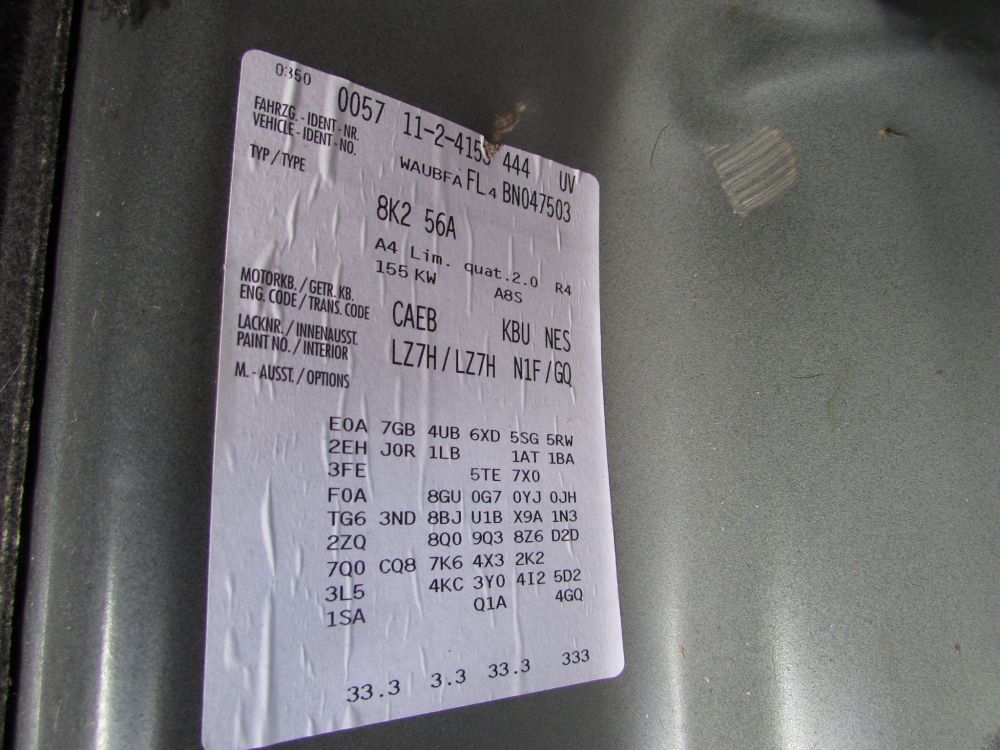 0350
0057 11-2-4153 444 UV
FAHRZG. - IDENT - NR.
VEHICLE - IDENT - NO.
WAUBFAFL4BN047503
TYP / TYPE
8K2 56A
A4 Lim. quat.2.0 R4
155 KW A8S
MOTORKB. / GETR. KB.
ENG. CODE / TRANS. CODE
CAEB KBU NES
LACKNR. / INNENAUSST.
PAINT NO. / INTERIOR
LZ7H / LZ7H N1F / GQ
M. - AUSST. / OPTIONS
E0A 7GB 4UB 6XD 5SG 5RW
2EH J0R 1LB 1AT 1BA
3FE 5TE 7X0
F0A 8GU 0G7 0YJ 0JH
TG6 3ND 8BJ U1B X9A 1N3
2ZQ 8Q0 9Q3 8Z6 D2D
7Q0 CQ8 7K6 4X3 2K2
3L5 4KC 3Y0 4I2 5D2
1SA Q1A 4GQ
33.3 3.3 33.3 333